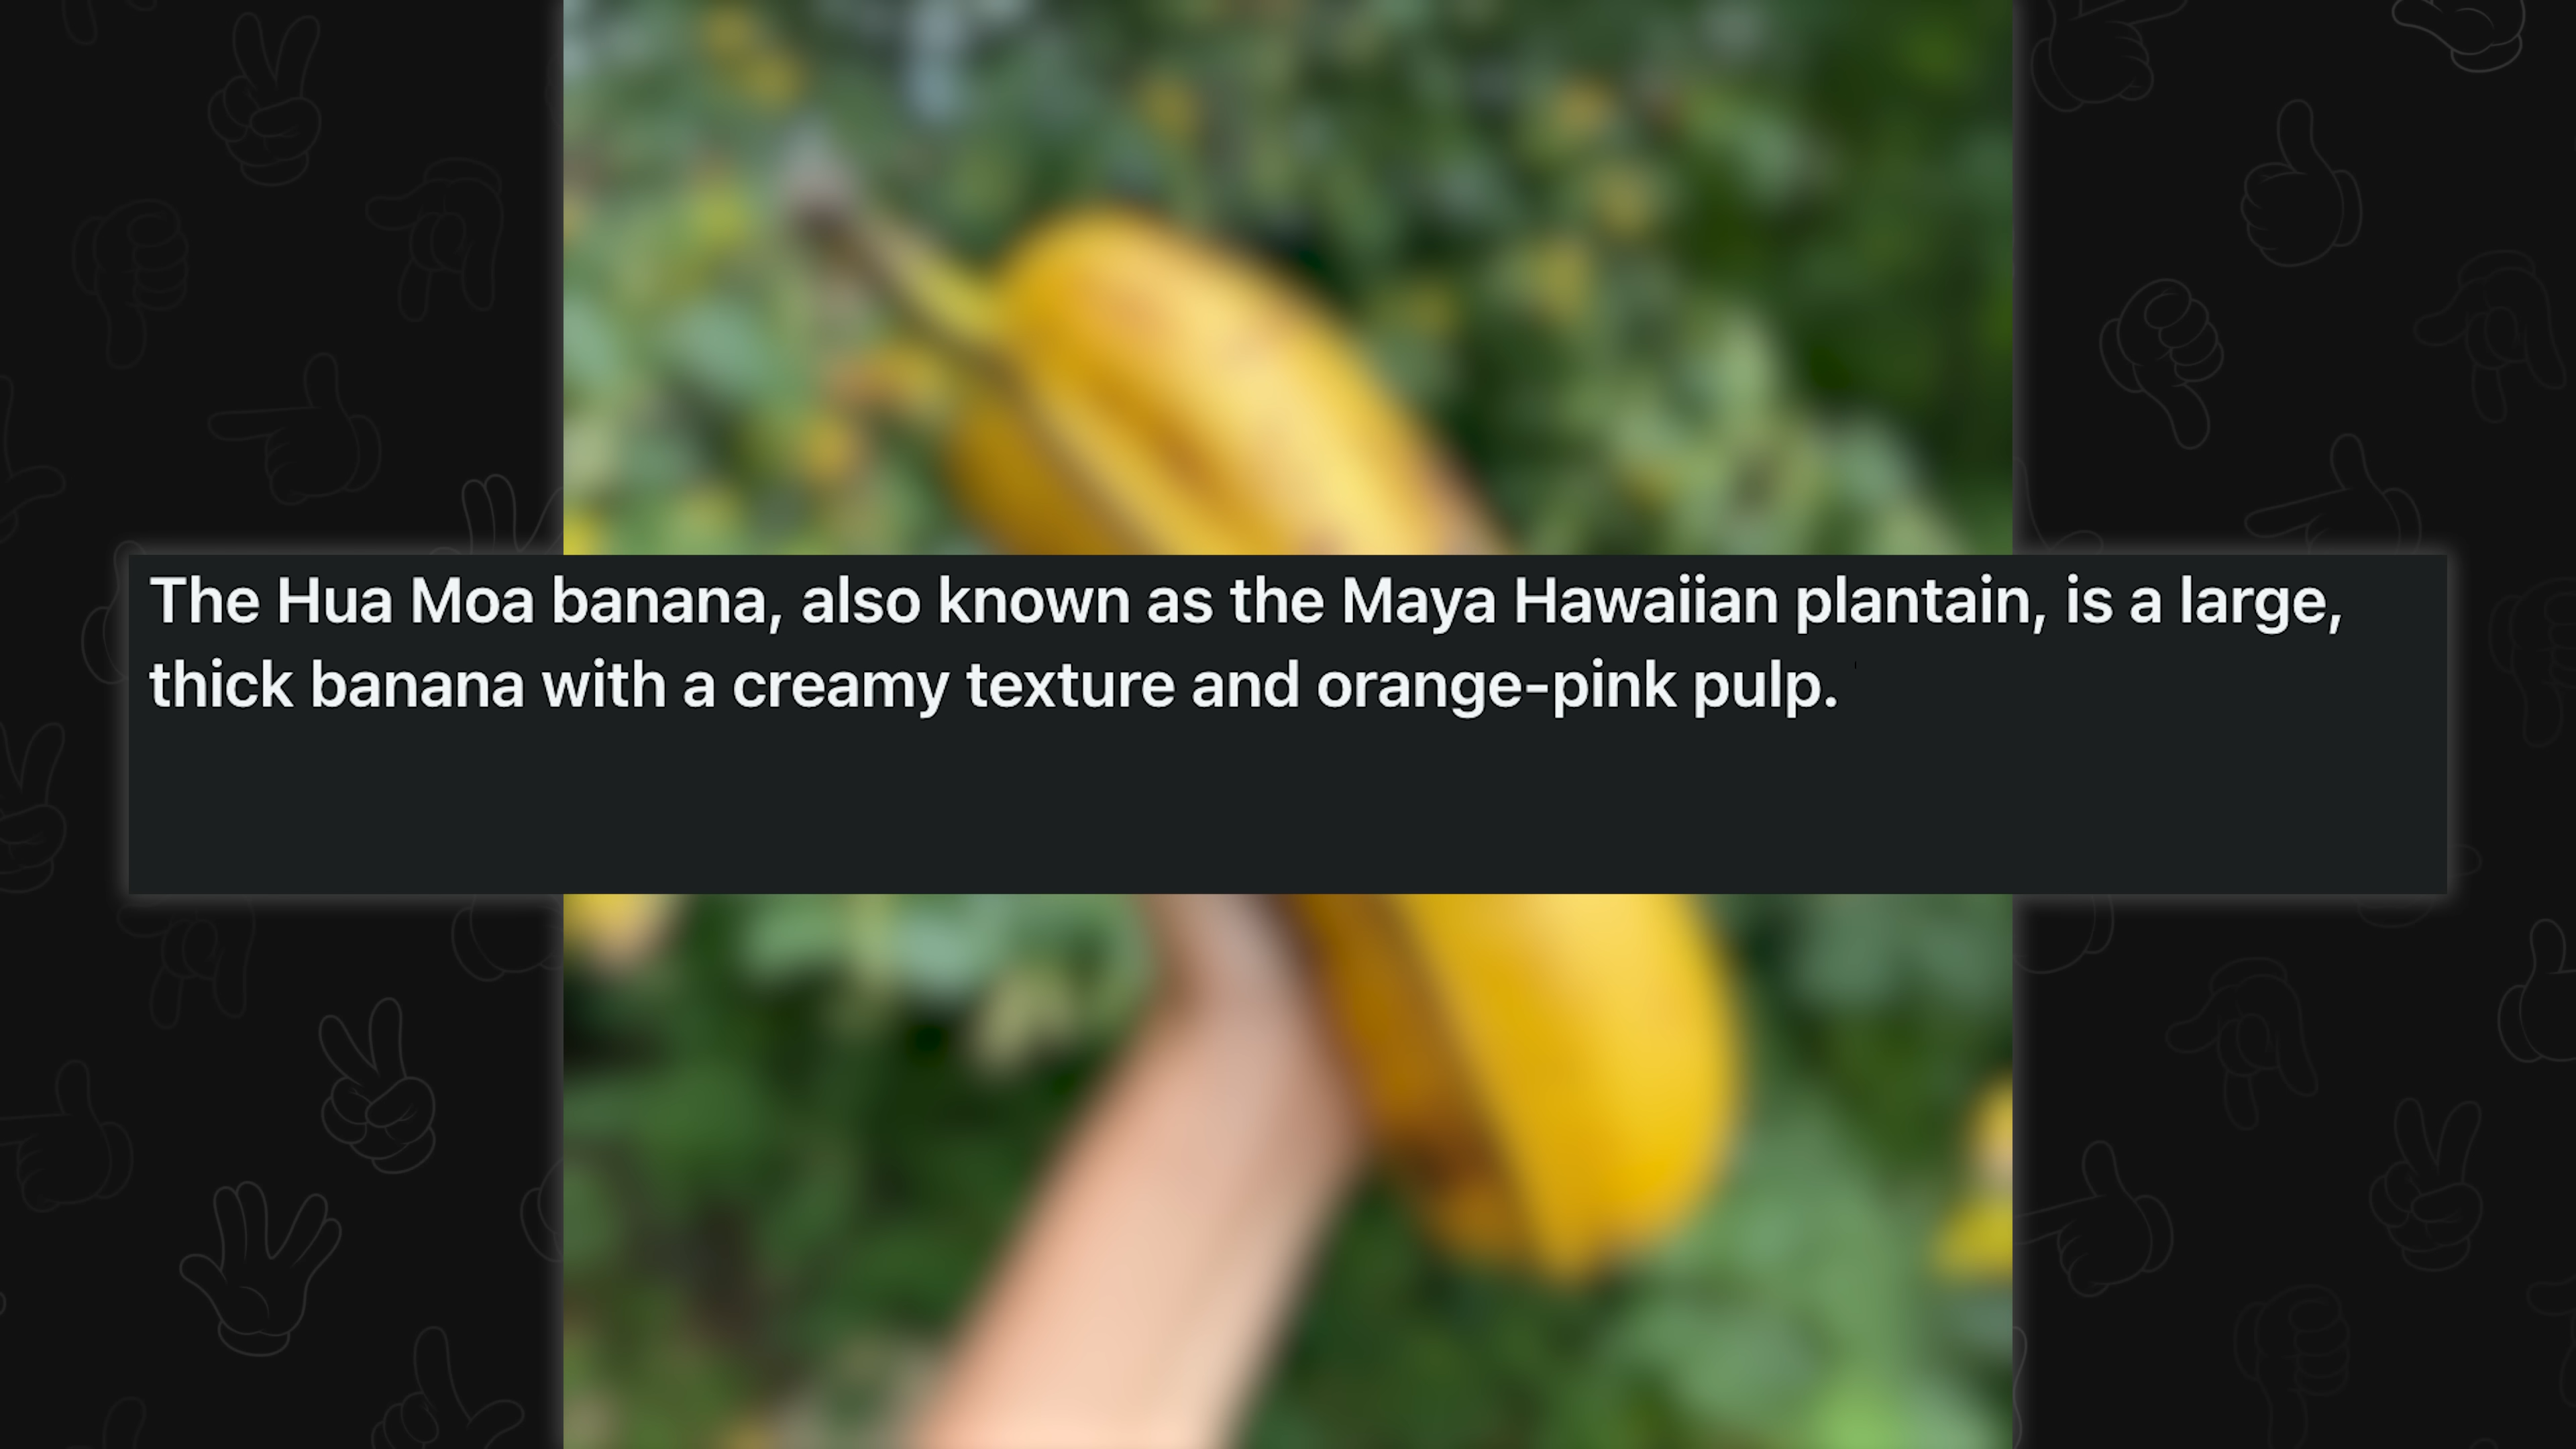 The Hua Moa banana, also known as the Maya Hawaiian plantain, is a large,
thick banana with a creamy texture and orange-pink pulp.